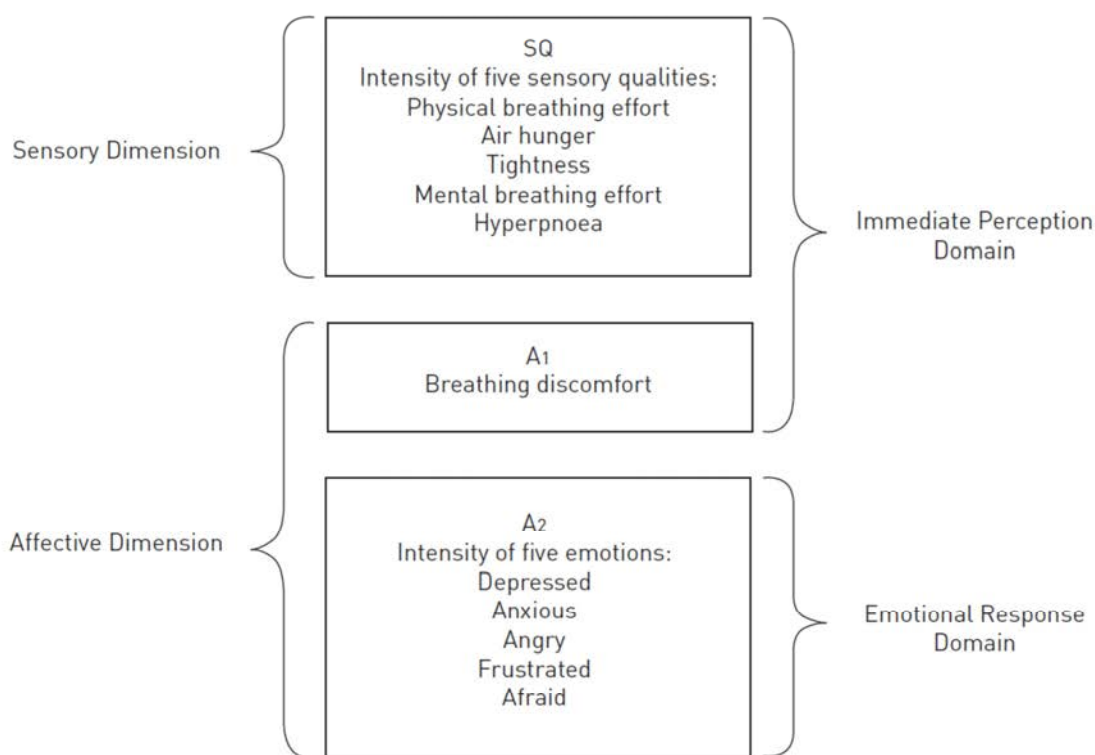 SQ
Intensity of five sensory qualities:
Physical breathing effort
Air hunger
Tightness
Mental breathing effort
Hyperpnoea
Sensory Dimension
Immediate Perception
Domain
A1
Breathing discomfort
Affective Dimension
A2
Intensity of five emotions:
Depressed
Anxious
Angry
Frustrated
Afraid
Emotional Response
Domain